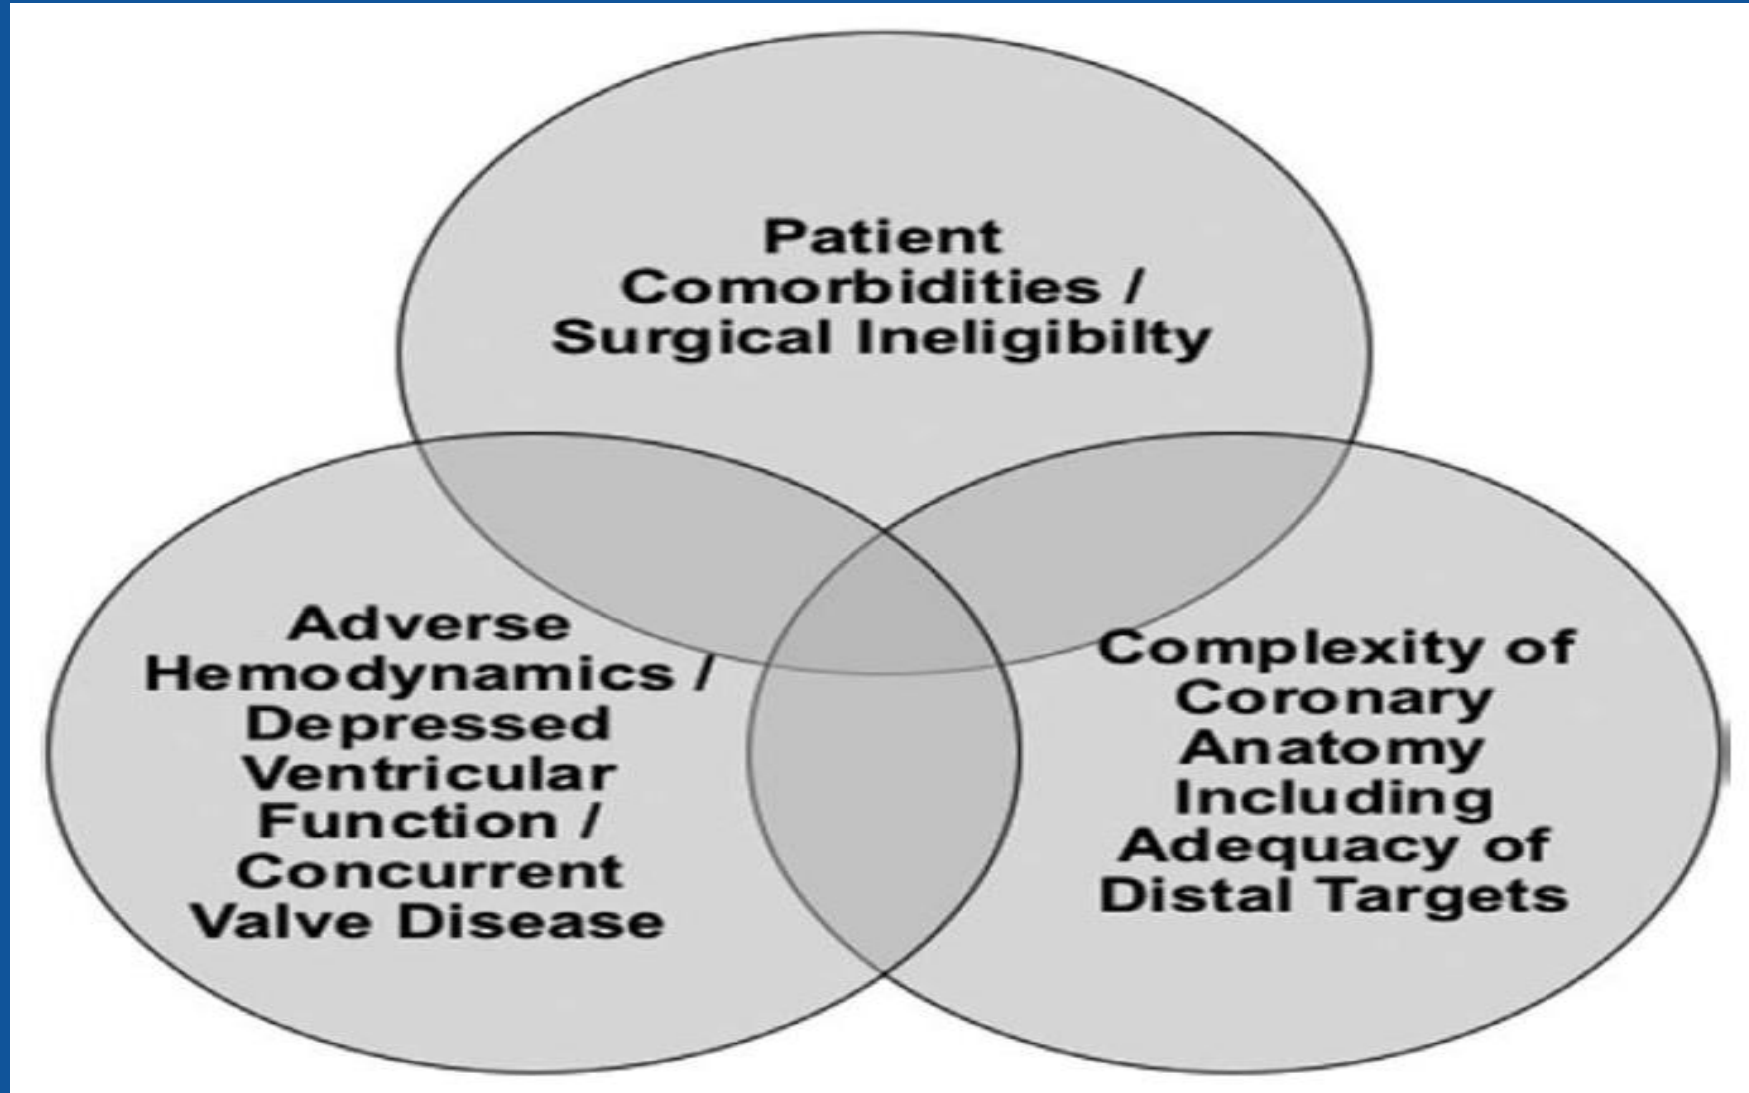 Patient
Comorbidities /
Surgical Ineligibilty
Adverse
Hemodynamics /
Depressed
Ventricular
Function /
Concurrent
Valve Disease
Complexity of
Coronary
Anatomy
Including
Adequacy of
Distal Targets